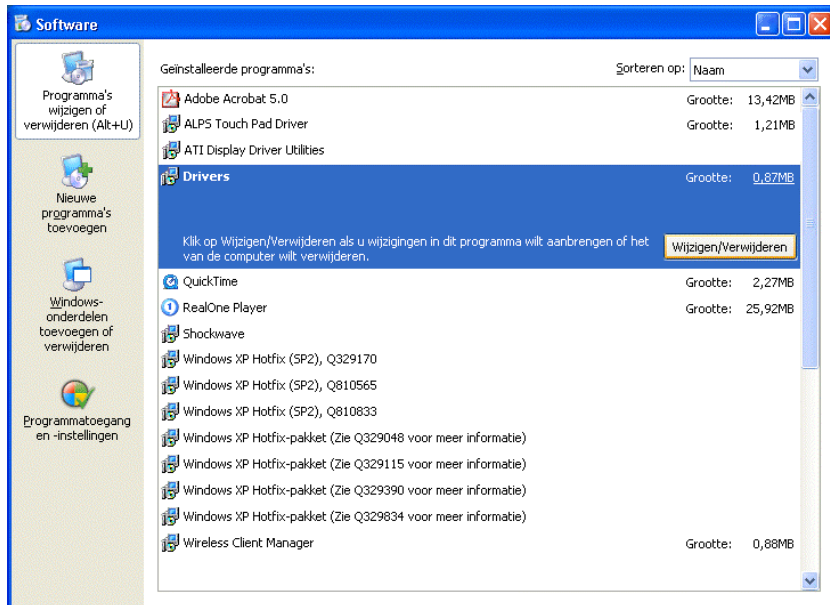 Software
Programma's
wijzigen of
verwijderen (Alt+U)
Nieuwe
programma's
toevoegen
Windows-
onderdelen
toevoegen of
verwijderen
Programmatoegang
en -instellingen
Geïnstalleerde programma's:
Sorteren op: Naam
Adobe Acrobat 5.0 Grootte: 13,42MB
ALPS Touch Pad Driver Grootte: 1,21MB
ATI Display Driver Utilities
Drivers Grootte: 0,87MB
Klik op Wijzigen/Verwijderen als u wijzigingen in dit programma wilt aanbrengen of het
van de computer wilt verwijderen.
Wijzigen/Verwijderen
QuickTime Grootte: 2,27MB
RealOne Player Grootte: 25,92MB
Shockwave
Windows XP Hotfix (SP2), Q329170
Windows XP Hotfix (SP2), Q810565
Windows XP Hotfix (SP2), Q810833
Windows XP Hotfix-pakket (Zie Q329048 voor meer informatie)
Windows XP Hotfix-pakket (Zie Q329115 voor meer informatie)
Windows XP Hotfix-pakket (Zie Q329390 voor meer informatie)
Windows XP Hotfix-pakket (Zie Q329834 voor meer informatie)
Wireless Client Manager Grootte: 0,88MB